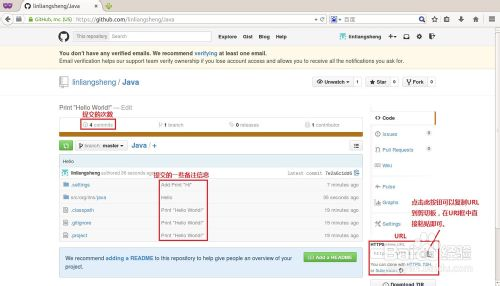 linliangsheng/Java
GitHub, Inc. (US) https://github.com/linliangsheng/Java
百度
This repository
Search
Explore Gist Blog Help
linliangsheng
You don't have any verified emails. We recommend verifying at least one email.
Email verification helps our support team verify ownership if you lose account access and allows you to receive all the notifications you ask for.
linliangsheng / Java
Unwatch 1
Star 0
Fork 0
Print "Hello World!" — Edit
提交的次数
4 commits
1 branch
0 releases
1 contributor
branch: master
Java / +
提交的一些备注信息
Hello
linliangsheng authored 36 seconds ago
latest commit
.settings
Add Print "Hi"
7 minutes ago
src/org/lins/java
Hello
36 seconds ago
.classpath
Print "Hello World!"
19 minutes ago
.gitignore
Print "Hello World!"
19 minutes ago
.project
Print "Hello World!"
19 minutes ago
We recommend adding a README to this repository to help give people an overview of your
project.
Add a README
Code
Issues 0
Pull Requests 0
Wiki
Pulse
Graphs
Settings
点击此按钮可以复制URL
到剪切板，在URI框中直
接粘贴即可。
URL
HTTPS clone URL
You can clone with HTTPS, SSH,
or Subversion.
Download ZIP